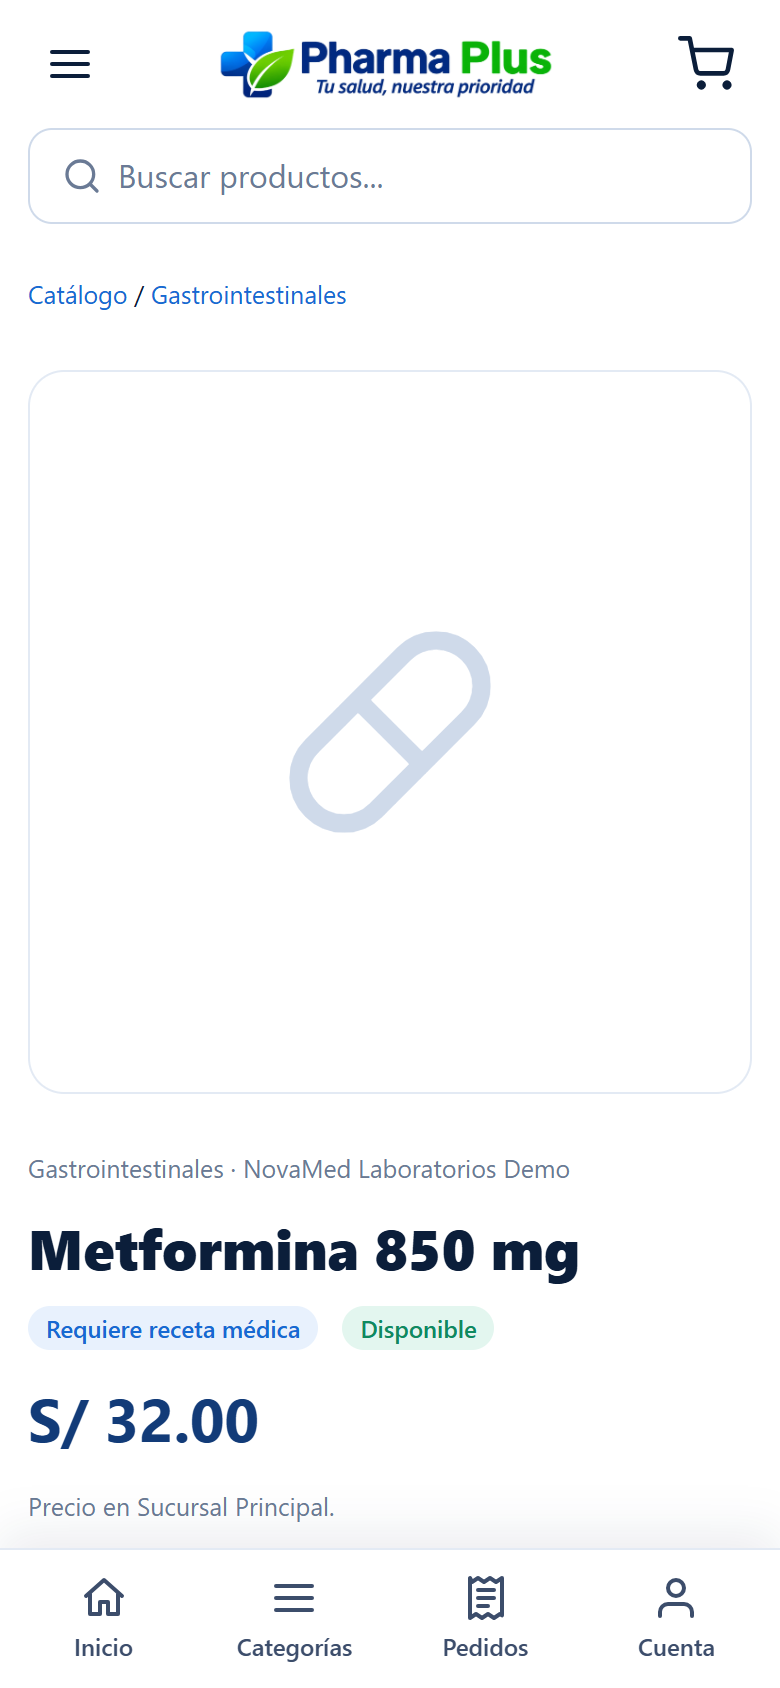 Pharma Plus
Tu salud, nuestra prioridad
Buscar productos...
Catálogo / Gastrointestinales
Gastrointestinales · NovaMed Laboratorios Demo
Metformina 850 mg
Requiere receta médica Disponible
S/ 32.00
Precio en Sucursal Principal.
Inicio Categorías Pedidos Cuenta